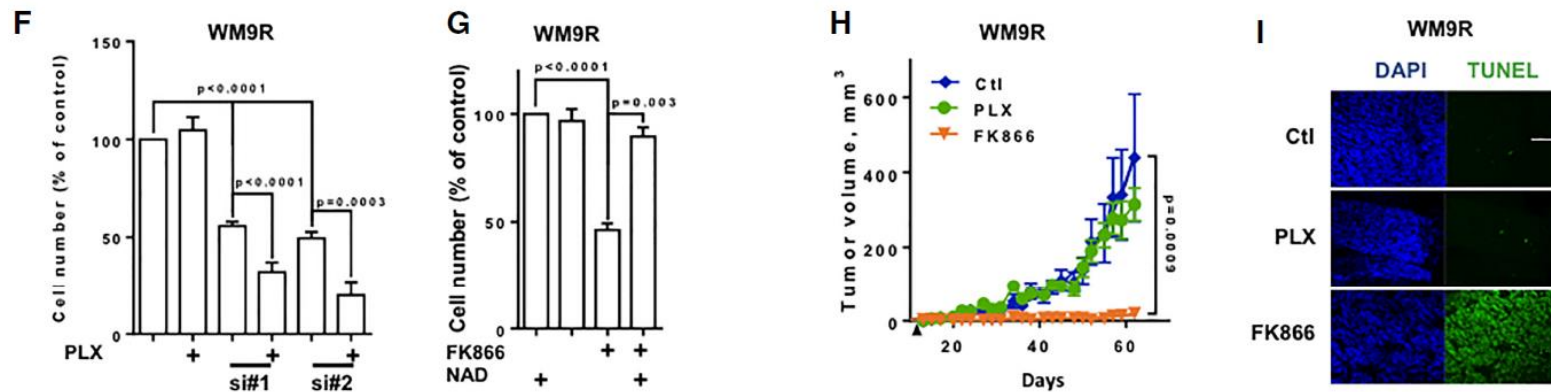 F
WM9R
Cell number (% of control)
150
100
50
0
p<0.0001
p<0.0001
p=0.0003
PLX + + +
si#1 si#2
G
WM9R
Cell number (% of control)
100
50
0
p<0.0001
p=0.003
FK866 + +
NAD + +
H
WM9R
Tumor volume, mm3
600
400
200
0
Ctl
PLX
FK866
p=0.0009
20 40 60
Days
I
WM9R
DAPI TUNEL
Ctl
PLX
FK866